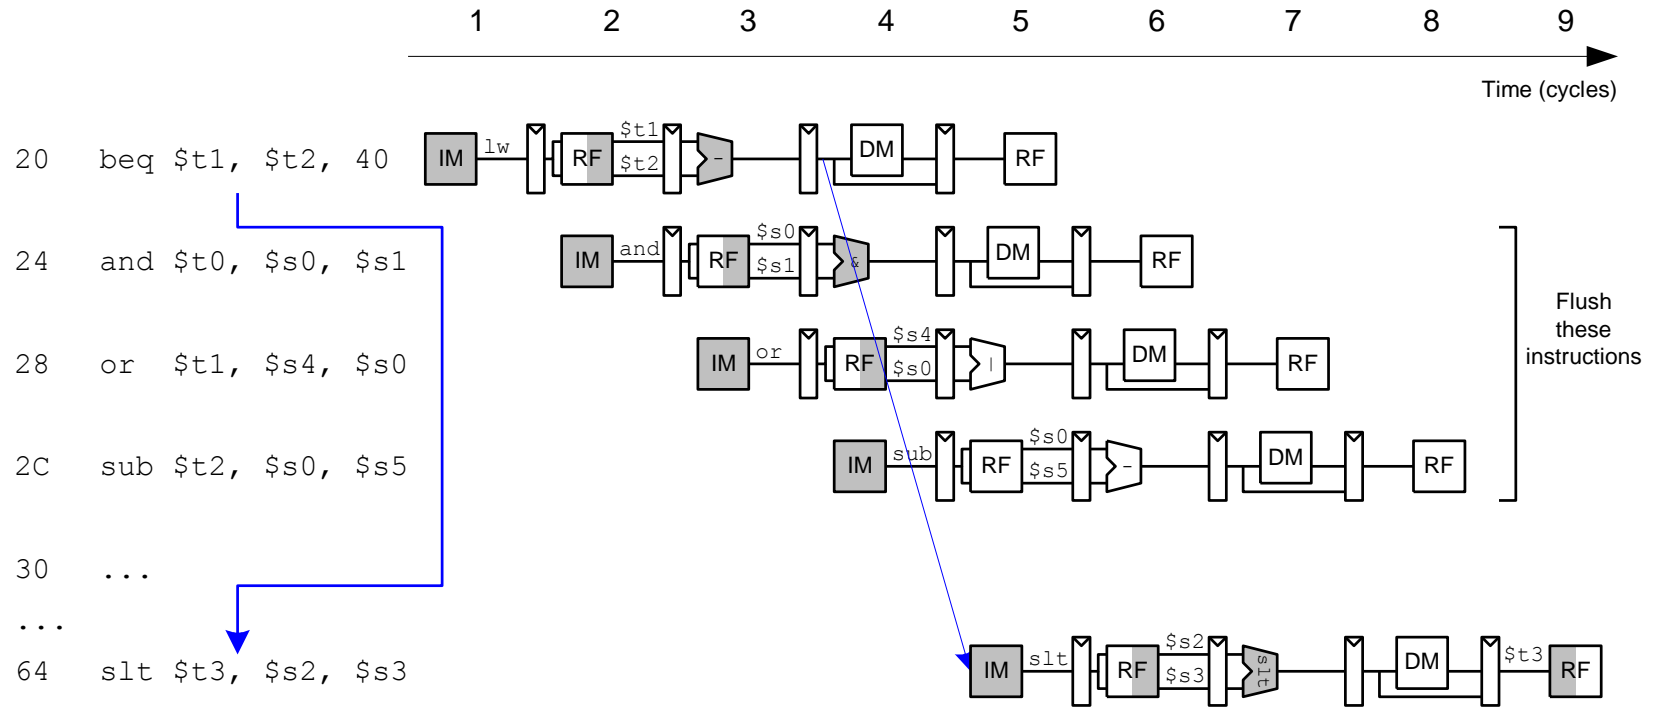 1 2 3 4 5 6 7 8 9
Time (cycles)
20 beq $t1, $t2, 40 IM lw RF $t1 $t2 - DM RF
24 and $t0, $s0, $s1 IM and RF $s0 $s1 & DM RF
28 or $t1, $s4, $s0 IM or RF $s4 $s0 | DM RF
2C sub $t2, $s0, $s5 IM sub RF $s0 $s5 - DM RF
Flush
these
instructions
30 ...
...
64 slt $t3, $s2, $s3 IM slt RF $s2 $s3 slt DM $t3 RF